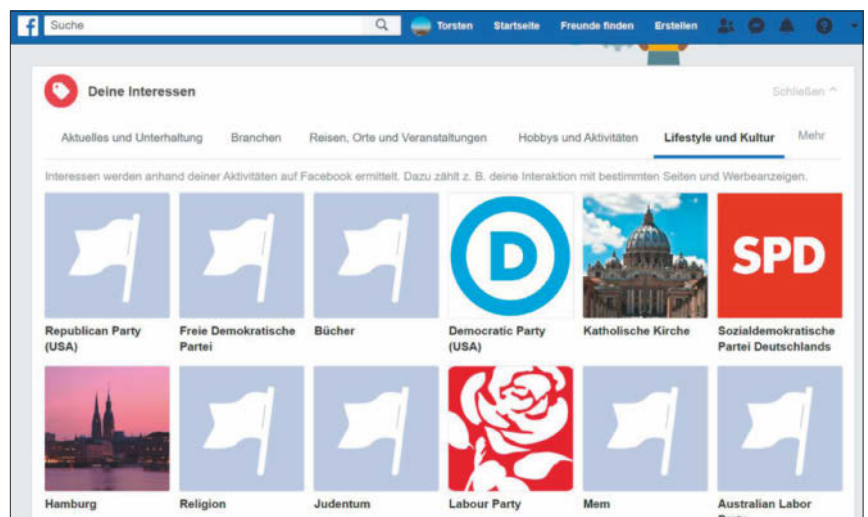 f
Suche
Torsten
Startseite
Freunde finden
Erstellen
Deine Interessen
Schließen
Aktuelles und Unterhaltung
Branchen
Reisen, Orte und Veranstaltungen
Hobbys und Aktivitäten
Lifestyle und Kultur
Mehr
Interessen werden anhand deiner Aktivitäten auf Facebook ermittelt. Dazu zählt z. B. deine Interaktion mit bestimmten Seiten und Werbeanzeigen.
D
SPD
Republican Party
(USA)
Freie Demokratische
Partei
Bücher
Democratic Party
(USA)
Katholische Kirche
Sozialdemokratische
Partei Deutschlands
Hamburg
Religion
Judentum
Labour Party
Mem
Australian Labor